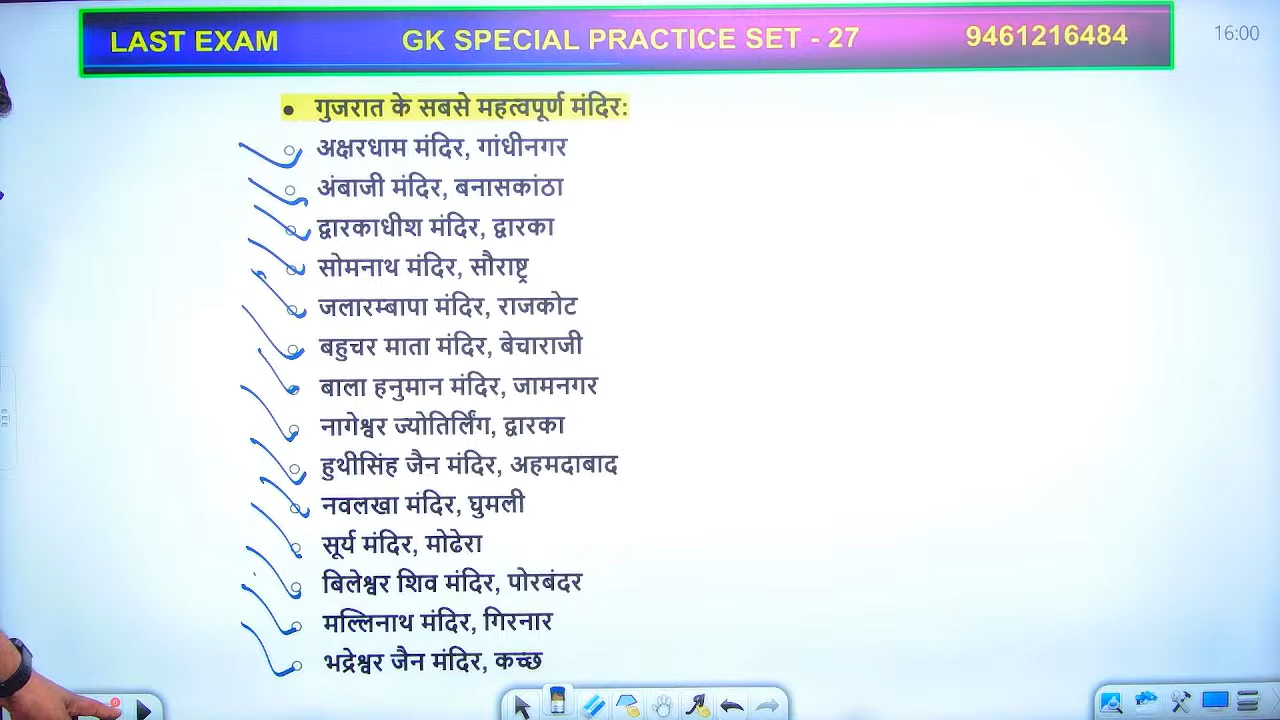 LAST EXAM GK SPECIAL PRACTICE SET - 27 9461216484 16:00
• गुजरात के सबसे महत्वपूर्ण मंदिर:
अक्षरधाम मंदिर, गांधीनगर
अंबाजी मंदिर, बनासकांठा
द्वारकाधीश मंदिर, द्वारका
सोमनाथ मंदिर, सौराष्ट्र
जलारम्बापा मंदिर, राजकोट
बहुचर माता मंदिर, बेचाराजी
बाला हनुमान मंदिर, जामनगर
नागेश्वर ज्योतिर्लिंग, द्वारका
हुथीसिंह जैन मंदिर, अहमदाबाद
नवलखा मंदिर, घुमली
सूर्य मंदिर, मोढेरा
बिलेश्वर शिव मंदिर, पोरबंदर
मल्लिनाथ मंदिर, गिरनार
भद्रेश्वर जैन मंदिर, कच्छ